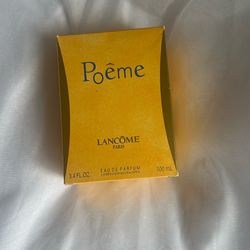 Poême
LANCÔME
PARIS
EAU DE PARFUM
3.4 FL.OZ. 100 mL